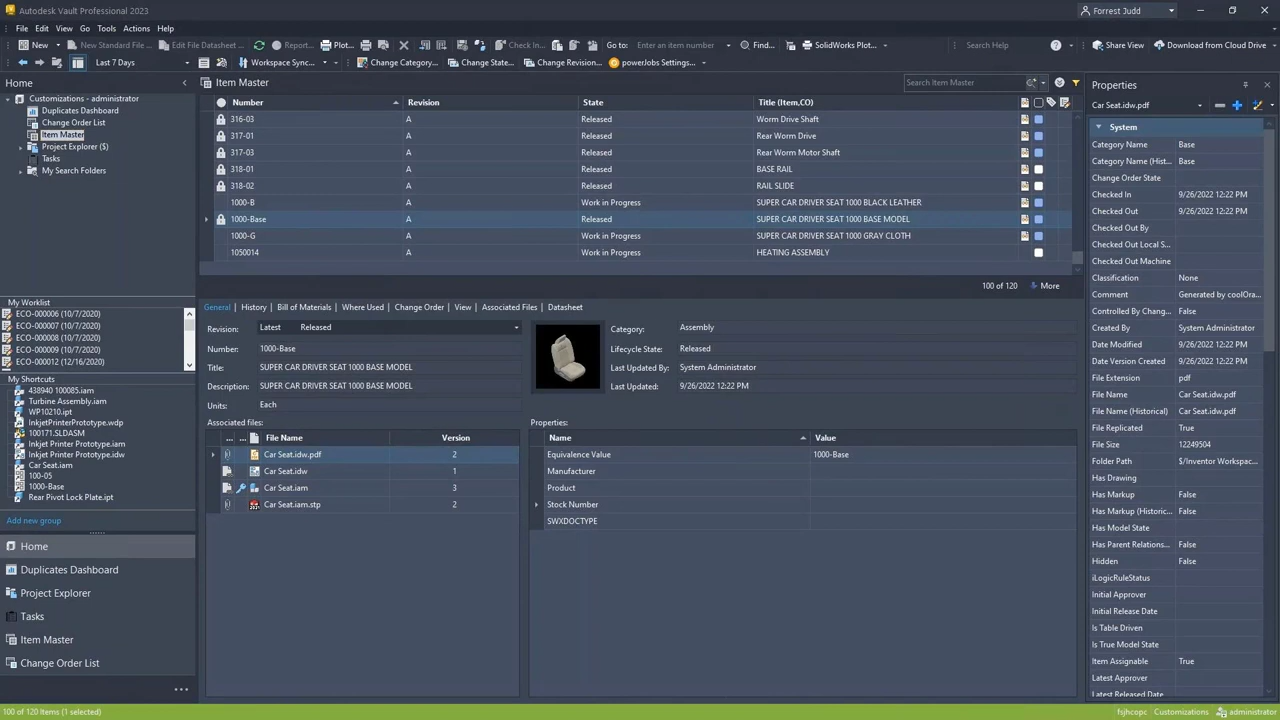 Autodesk Vault Professional 2023
Forrest Judd
File Edit View Go Tools Actions Help
New New Standard File... Edit File Datasheet... Report... Plot... Check In... Go to: Enter an item number Find... SolidWorks Plot... Search Help Share View Download from Cloud Drive
Last 7 Days Workspace Sync... Change Category... Change State... Change Revision... powerJobs Settings...
Home
Customizations - administrator
Duplicates Dashboard
Change Order List
Item Master
Project Explorer ($)
Tasks
My Search Folders
My Worklist
ECO-000006 (10/7/2020)
ECO-000007 (10/7/2020)
ECO-000008 (10/7/2020)
ECO-000009 (10/7/2020)
ECO-000012 (12/16/2020)
My Shortcuts
438940 100085.iam
Turbine Assembly.iam
WP10210.ipt
InkjetPrinterPrototype.wdp
100171.SLDASM
Inkjet Printer Prototype.iam
Inkjet Printer Prototype.idw
Car Seat.iam
100-05
1000-Base
Rear Pivot Lock Plate.ipt
Add new group
Home
Duplicates Dashboard
Project Explorer
Tasks
Item Master
Change Order List
Item Master
Search Item Master
Number Revision State Title (Item,CO)
316-03 A Released Worm Drive Shaft
317-01 A Released Rear Worm Drive
317-03 A Released Rear Worm Motor Shaft
318-01 A Released BASE RAIL
318-02 A Released RAIL SLIDE
1000-B A Work in Progress SUPER CAR DRIVER SEAT 1000 BLACK LEATHER
1000-Base A Released SUPER CAR DRIVER SEAT 1000 BASE MODEL
1000-G A Work in Progress SUPER CAR DRIVER SEAT 1000 GRAY CLOTH
1050014 A Work in Progress HEATING ASSEMBLY
100 of 120 More
General History Bill of Materials Where Used Change Order View Associated Files Datasheet
Revision: Latest Released
Number: 1000-Base
Title: SUPER CAR DRIVER SEAT 1000 BASE MODEL
Description: SUPER CAR DRIVER SEAT 1000 BASE MODEL
Units: Each
Category: Assembly
Lifecycle State: Released
Last Updated By: System Administrator
Last Updated: 9/26/2022 12:22 PM
Associated files:
... ... File Name Version
Car Seat.idw.pdf 2
Car Seat.idw 1
Car Seat.iam 3
Car Seat.iam.stp 2
Properties:
Name Value
Equivalence Value 1000-Base
Manufacturer
Product
Stock Number
SWXDOCTYPE
Properties
Car Seat.idw.pdf
System
Category Name Base
Category Name (Hist... Base
Change Order State
Checked In 9/26/2022 12:22 PM
Checked Out 9/26/2022 12:22 PM
Checked Out By
Checked Out Local S...
Checked Out Machine
Classification None
Comment Generated by coolOra...
Controlled By Chang... False
Created By System Administrator
Date Modified 9/26/2022 12:22 PM
Date Version Created 9/26/2022 12:22 PM
File Extension pdf
File Name Car Seat.idw.pdf
File Name (Historical) Car Seat.idw.pdf
File Replicated True
File Size 12249504
Folder Path $/Inventor Workspac...
Has Drawing
Has Markup False
Has Markup (Historic... False
Has Model State
Has Parent Relations... False
Hidden False
iLogicRuleStatus
Initial Approver
Initial Release Date
Is Table Driven
Is True Model State
Item Assignable True
Latest Approver
Latest Released Date
100 of 120 Items (1 selected)
fsjhcopc Customizations administrator